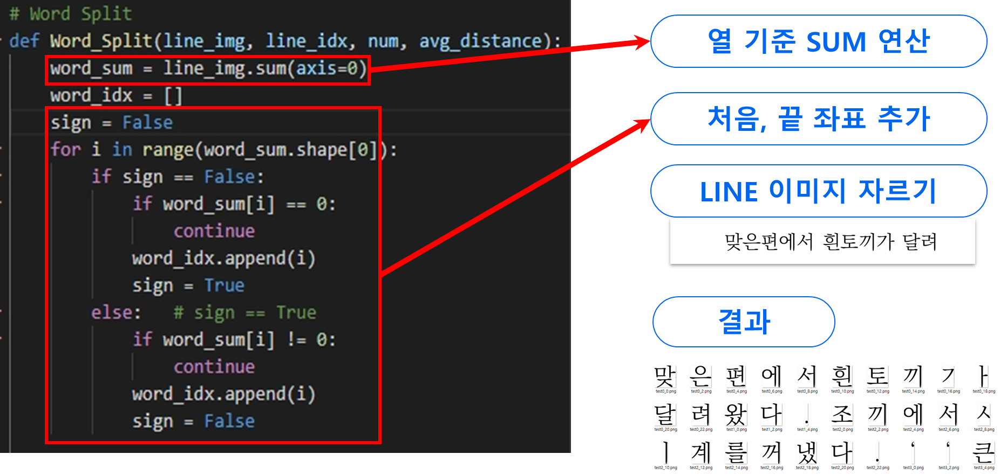 # Word Split
def Word_Split(line_img, line_idx, num, avg_distance):
word_sum = line_img.sum(axis=0)
word_idx = []
sign = False
for i in range(word_sum.shape[0]):
if sign == False:
if word_sum[i] == 0:
continue
word_idx.append(i)
sign = True
else: # sign == True
if word_sum[i] != 0:
continue
word_idx.append(i)
sign = False
열 기준 SUM 연산
처음, 끝 좌표 추가
LINE 이미지 자르기
맞은편에서 흰토끼가 달려
결과
맞 은 편 에 서 흰 토 끼 ㄱ ㅏ
test0_0.png test0_2.png test0_4.png test0_6.png test0_8.png test0_10.png test0_12.png test0_14.png test0_16.png test0_18.png
달 려 왔 다 . 조 끼 에 서 ㅅ
test0_20.png test0_22.png test1_0.png test1_2.png test1_4.png test2_0.png test2_2.png test2_4.png test2_6.png test2_8.png
ㅣ 계 를 꺼 냈 다 . ‘ ‘ 큰
test2_10.png test2_12.png test2_14.png test2_16.png test2_18.png test2_20.png test2_22.png test3_0.png test3_2.png test3_4.png